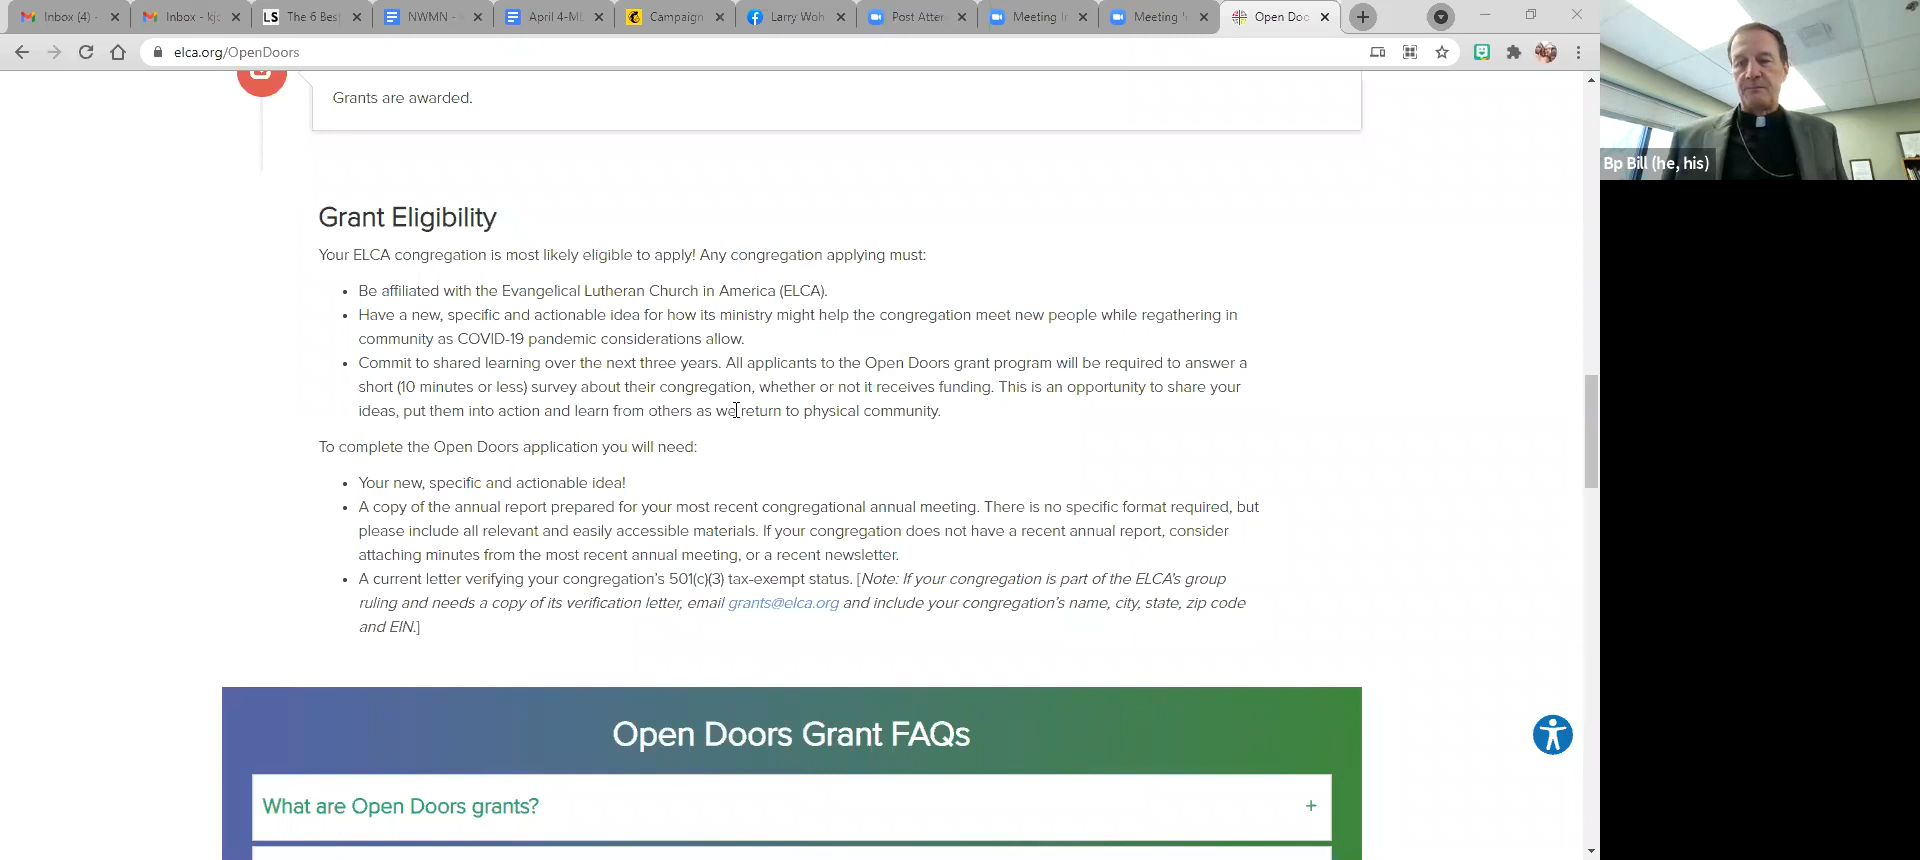 Inbox (4) -
Inbox - kjc
The 6 Best
NWMN -
April 4-ML
Campaign
Larry Woh
Post Atter
Meeting I
Meeting '
Open Doc
elca.org/OpenDoors
Grants are awarded.
Bp Bill (he, his)
Grant Eligibility
Your ELCA congregation is most likely eligible to apply! Any congregation applying must:
• Be affiliated with the Evangelical Lutheran Church in America (ELCA).
• Have a new, specific and actionable idea for how its ministry might help the congregation meet new people while regathering in
community as COVID-19 pandemic considerations allow.
• Commit to shared learning over the next three years. All applicants to the Open Doors grant program will be required to answer a
short (10 minutes or less) survey about their congregation, whether or not it receives funding. This is an opportunity to share your
ideas, put them into action and learn from others as we return to physical community.
To complete the Open Doors application you will need:
• Your new, specific and actionable idea!
• A copy of the annual report prepared for your most recent congregational annual meeting. There is no specific format required, but
please include all relevant and easily accessible materials. If your congregation does not have a recent annual report, consider
attaching minutes from the most recent annual meeting, or a recent newsletter.
• A current letter verifying your congregation's 501(c)(3) tax-exempt status. [Note: If your congregation is part of the ELCA's group
ruling and needs a copy of its verification letter, email grants@elca.org and include your congregation's name, city, state, zip code
and EIN.]
Open Doors Grant FAQs
What are Open Doors grants? +